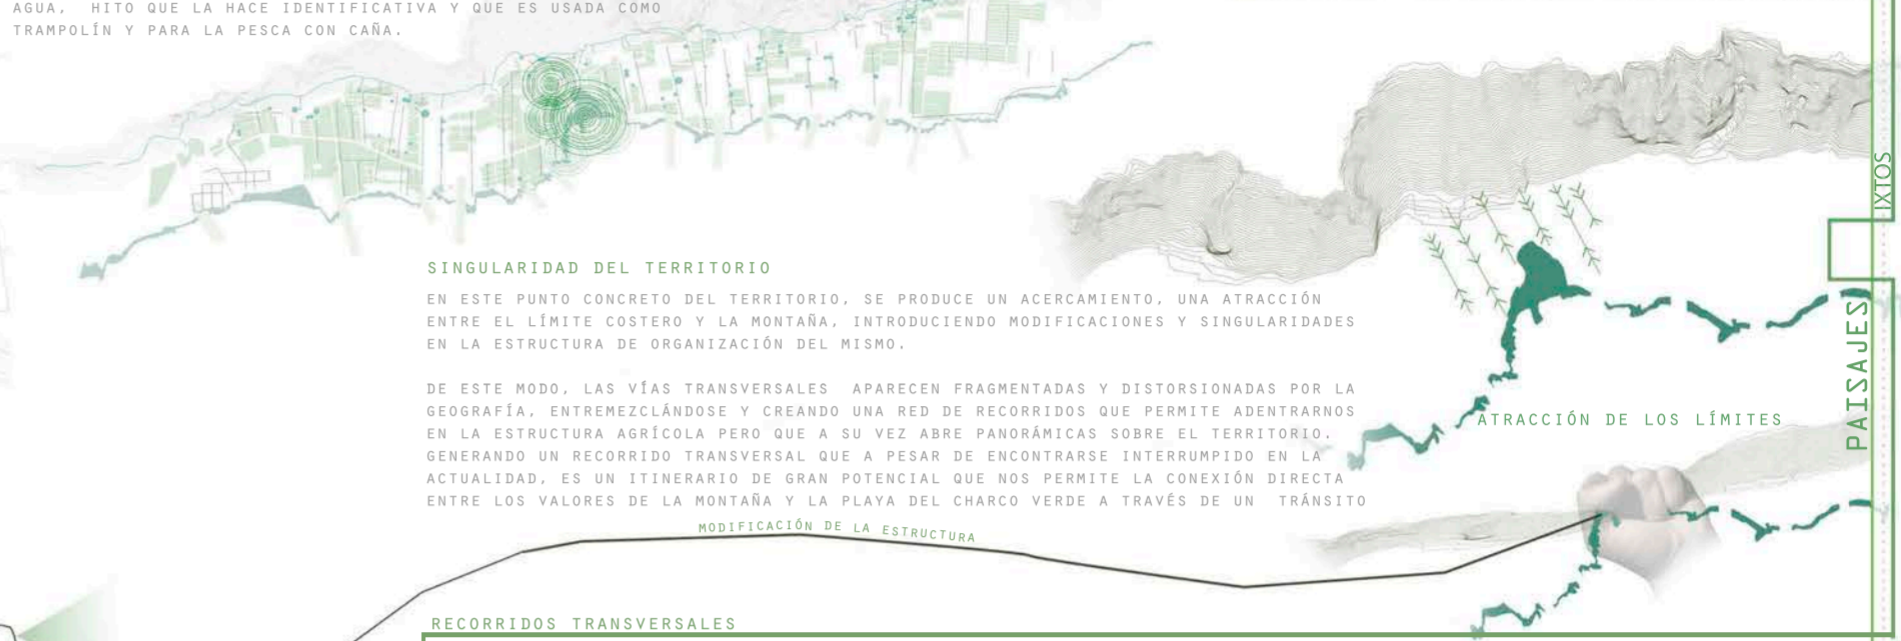 AGUA, HITO QUE LA HACE IDENTIFICATIVA Y QUE ES USADA COMO
TRAMPOLÍN Y PARA LA PESCA CON CAÑA.
SINGULARIDAD DEL TERRITORIO
EN ESTE PUNTO CONCRETO DEL TERRITORIO, SE PRODUCE UN ACERCAMIENTO, UNA ATRACCIÓN
ENTRE EL LÍMITE COSTERO Y LA MONTAÑA, INTRODUCIENDO MODIFICACIONES Y SINGULARIDADES
EN LA ESTRUCTURA DE ORGANIZACIÓN DEL MISMO.
DE ESTE MODO, LAS VÍAS TRANSVERSALES APARECEN FRAGMENTADAS Y DISTORSIONADAS POR LA
GEOGRAFÍA, ENTREMEZCLÁNDOSE Y CREANDO UNA RED DE RECORRIDOS QUE PERMITE ADENTRARNOS
EN LA ESTRUCTURA AGRÍCOLA PERO QUE A SU VEZ ABRE PANORÁMICAS SOBRE EL TERRITORIO.
GENERANDO UN RECORRIDO TRANSVERSAL QUE A PESAR DE ENCONTRARSE INTERRUMPIDO EN LA
ACTUALIDAD, ES UN ITINERARIO DE GRAN POTENCIAL QUE NOS PERMITE LA CONEXIÓN DIRECTA
ENTRE LOS VALORES DE LA MONTAÑA Y LA PLAYA DEL CHARCO VERDE A TRAVÉS DE UN TRÁNSITO
MODIFICACIÓN DE LA ESTRUCTURA
RECORRIDOS TRANSVERSALES
ATRACCIÓN DE LOS LÍMITES
PAISAJES
IXTOS